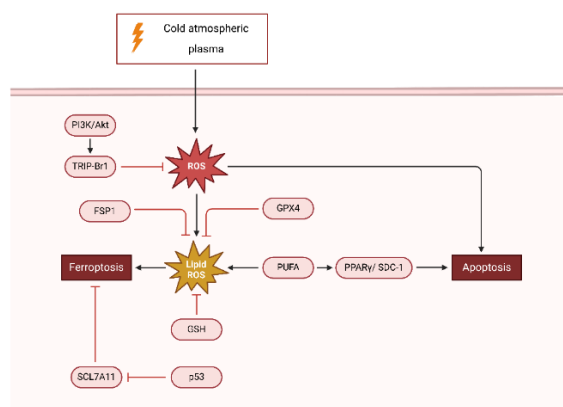 Cold atmospheric
plasma
PI3K/Akt
TRIP-Br1
ROS
FSP1
GPX4
Ferroptosis
Lipid
ROS
PUFA
PPARγ/ SDC-1
Apoptosis
GSH
SCL7A11
p53